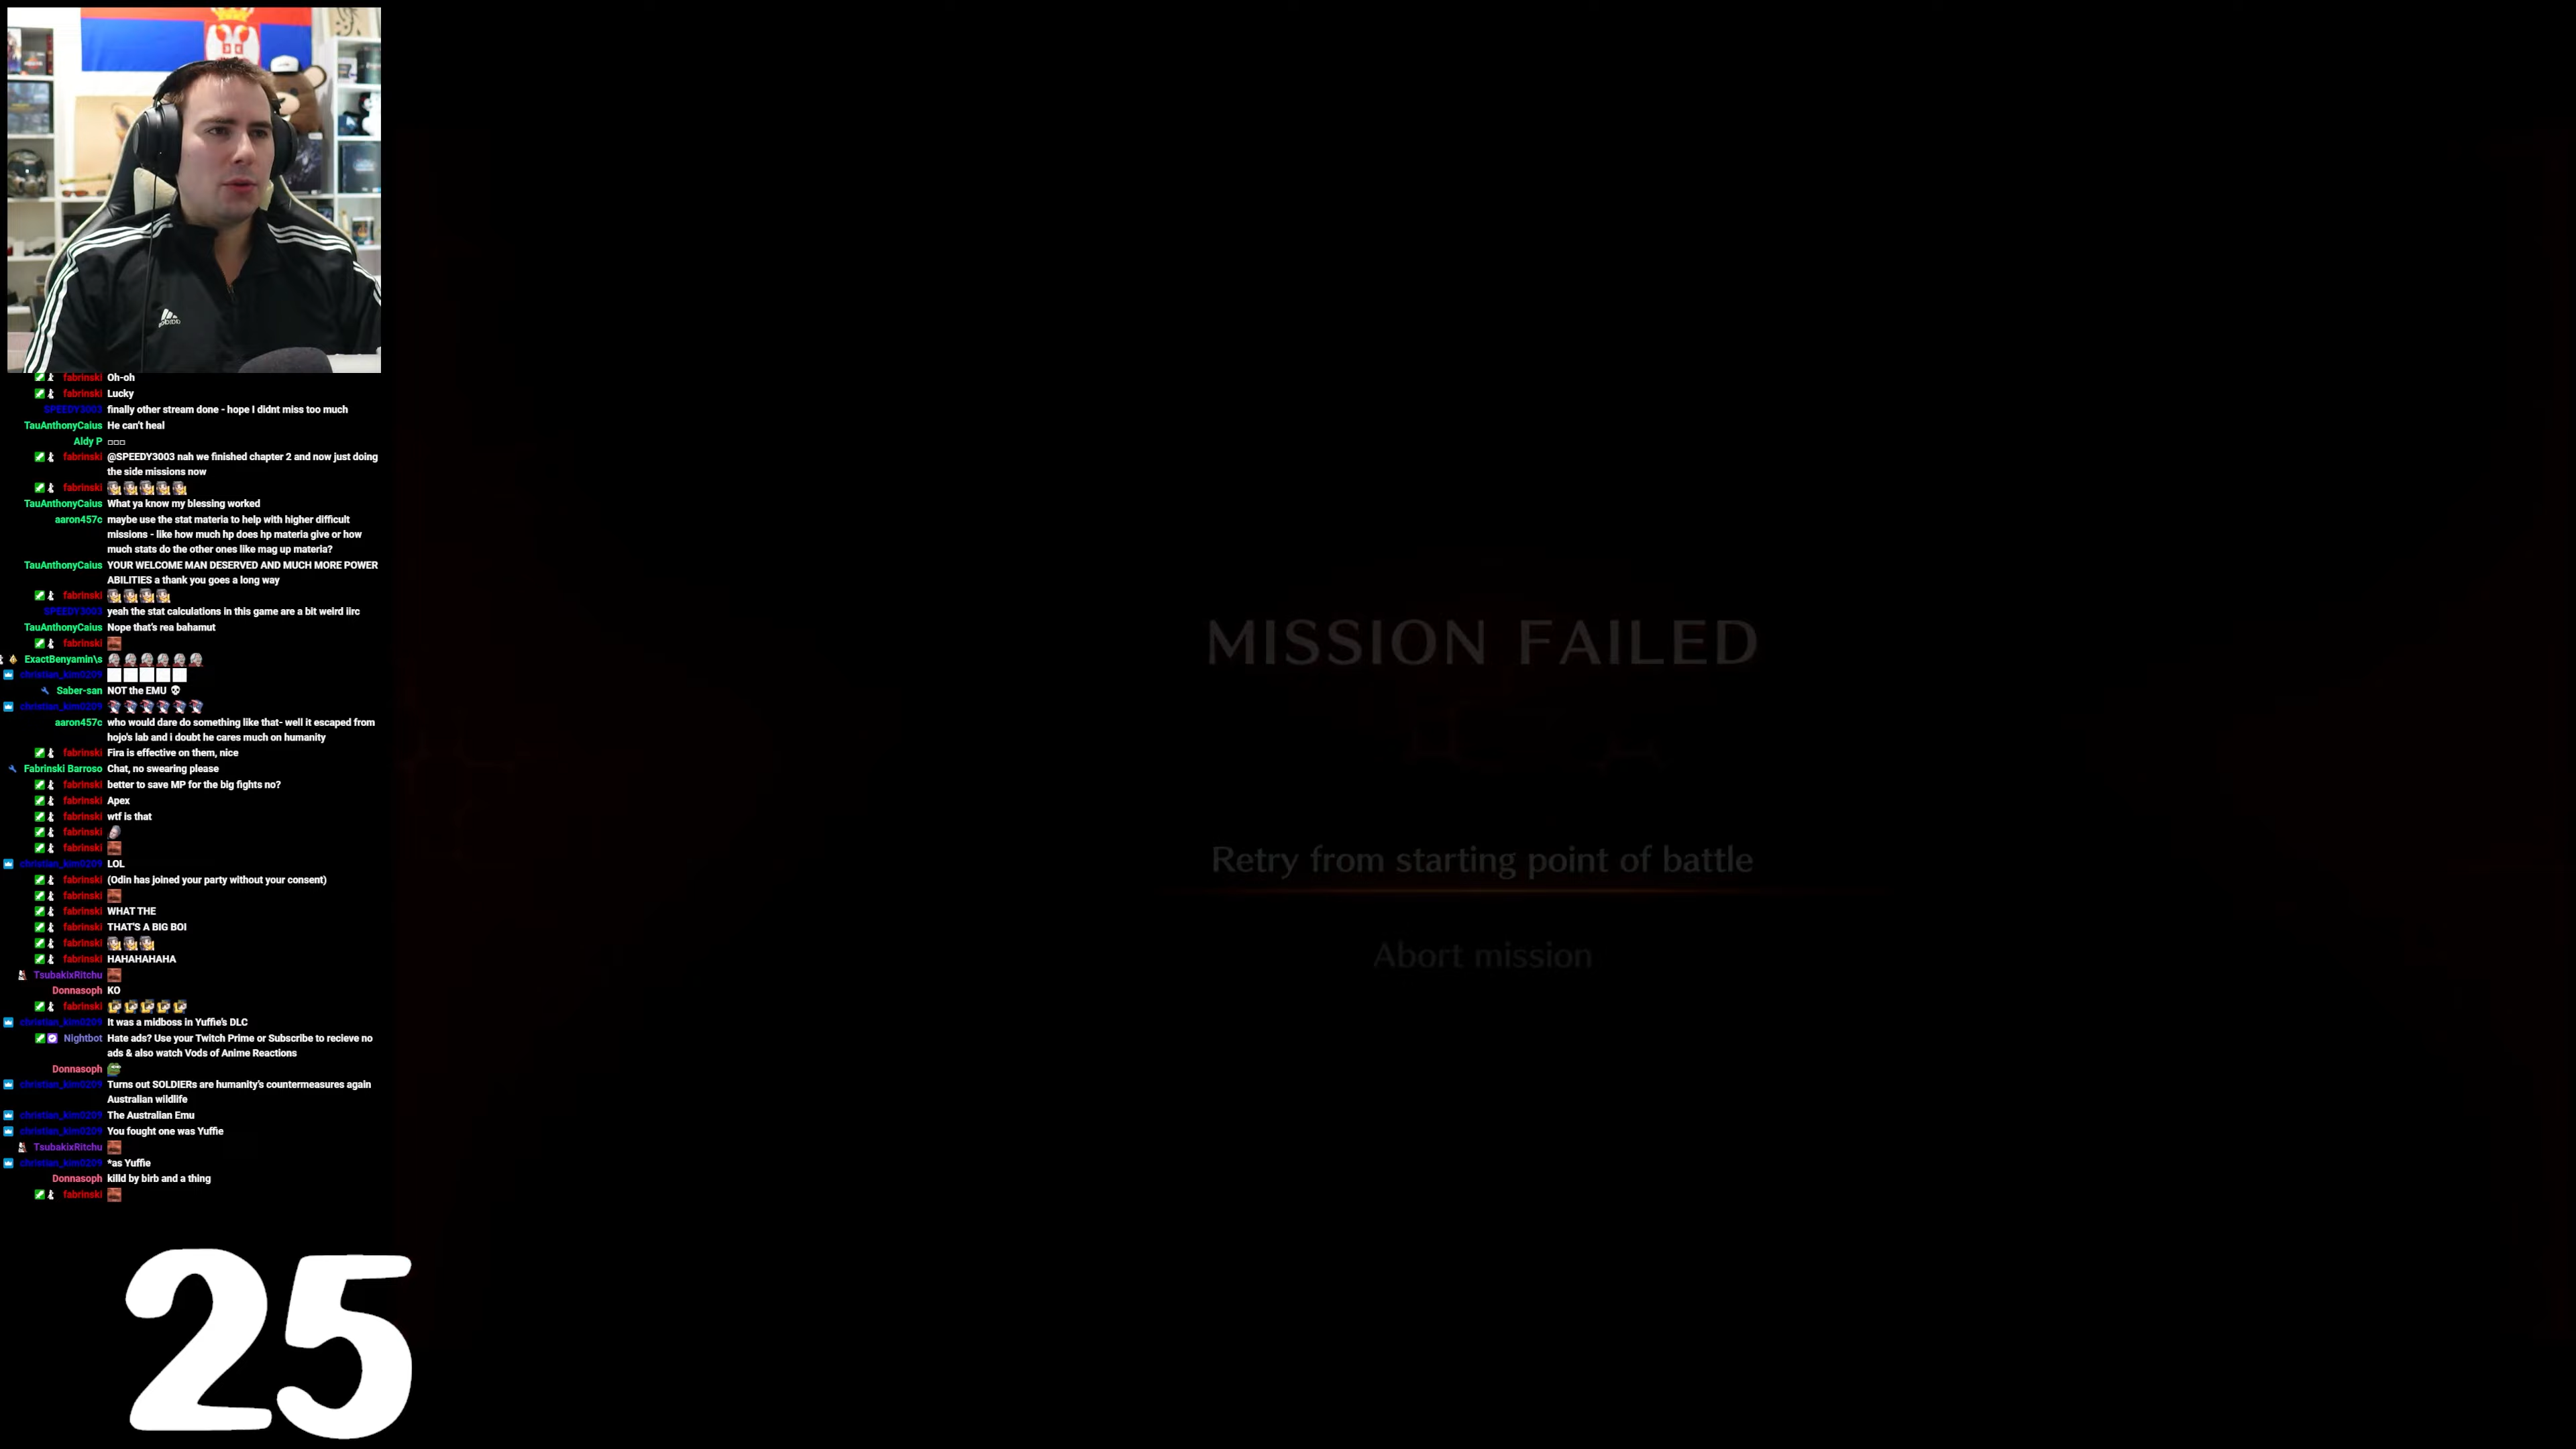 adidas
fabrinski Oh-oh
fabrinski Lucky
SPEEDY3003 finally other stream done - hope I didnt miss too much
TauAnthonyCaius He can't heal
Aldy P □□□
fabrinski @SPEEDY3003 nah we finished chapter 2 and now just doing
the side missions now
fabrinski
TauAnthonyCaius What ya know my blessing worked
aaron457c maybe use the stat materia to help with higher difficult
missions - like how much hp does hp materia give or how
much stats do the other ones like mag up materia?
TauAnthonyCaius YOUR WELCOME MAN DESERVED AND MUCH MORE POWER
ABILITIES a thank you goes a long way
fabrinski
SPEEDY3003 yeah the stat calculations in this game are a bit weird iirc
TauAnthonyCaius Nope that's rea bahamut
fabrinski
ExactBenyamin\s
christian_kim0209
Saber-san NOT the EMU 💀
christian_kim0209
aaron457c who would dare do something like that- well it escaped from
hojo's lab and i doubt he cares much on humanity
fabrinski Fira is effective on them, nice
Fabrinski Barroso Chat, no swearing please
fabrinski better to save MP for the big fights no?
fabrinski Apex
fabrinski wtf is that
fabrinski
fabrinski
christian_kim0209 LOL
fabrinski (Odin has joined your party without your consent)
fabrinski
fabrinski WHAT THE
fabrinski THAT'S A BIG BOI
fabrinski
fabrinski HAHAHAHAHA
TsubakixRitchu
Donnasoph KO
fabrinski
christian_kim0209 It was a midboss in Yuffie's DLC
Nightbot Hate ads? Use your Twitch Prime or Subscribe to recieve no
ads & also watch Vods of Anime Reactions
Donnasoph
christian_kim0209 Turns out SOLDIERs are humanity's countermeasures again
Australian wildlife
christian_kim0209 The Australian Emu
christian_kim0209 You fought one was Yuffie
TsubakixRitchu
christian_kim0209 *as Yuffie
Donnasoph killd by birb and a thing
fabrinski
25
MISSION FAILED
Retry from starting point of battle
Abort mission